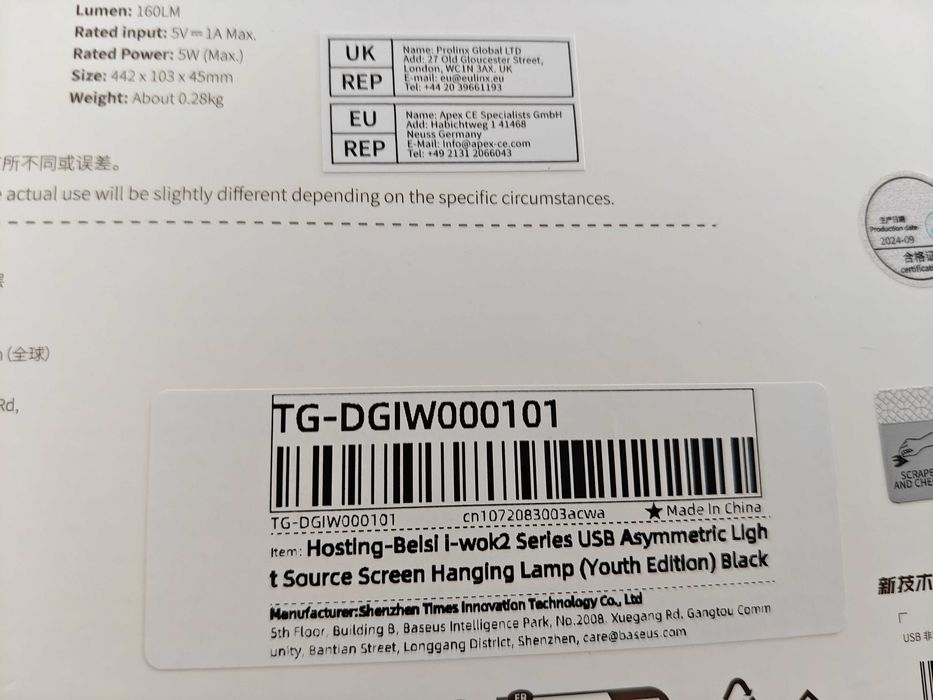 Lumen: 160LM
Rated input: 5V⎓1A Max.
Rated Power: 5W (Max.)
Size: 442 x 103 x 45mm
Weight: About 0.28kg
UK
REP
Name: Prolinx Global LTD
Add: 27 Old Gloucester Street,
London, WC1N 3AX. UK
E-mail: eu@eulinx.eu
Tel: +44 20 39661193
EU
REP
Name: Apex CE Specialists GmbH
Add: Habichtweg 1 41468
Neuss Germany
E-Mail: Info@apex-ce.com
Tel: +49 2131 2066043
所不同或误差。
actual use will be slightly different depending on the specific circumstances.
生产日期
Production date
2024-09
合格证
(全球)
Rd,
TG-DGIW000101
TG-DGIW000101 cn1072083003acwa ★ Made In China
Item: Hosting-Belsi i-wok2 Series USB Asymmetric Ligh
t Source Screen Hanging Lamp (Youth Edition) Black
Manufacturer:Shenzhen Times Innovation Technology Co., Ltd
5th Floor, Building B, Baseus Intelligence Park, No.2008, Xuegang Rd, Gangtou Comm
unity, Bantian Street, Longgang District, Shenzhen, care@baseus.com
SCRAPE
AND CHE
新技术
USB 非
FR